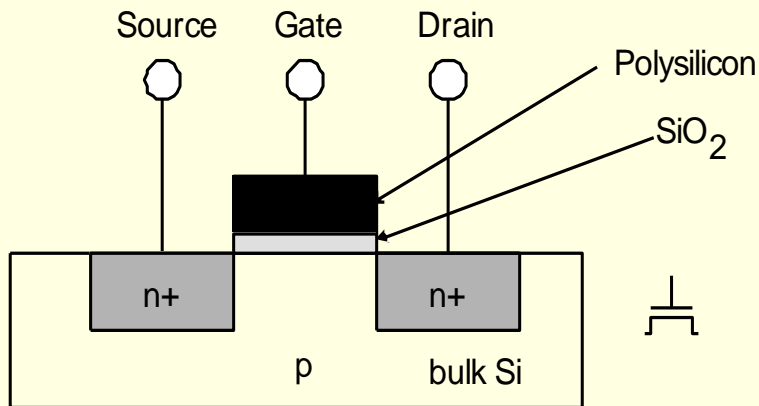 Source Gate Drain
Polysilicon
SiO2
n+ n+
p bulk Si